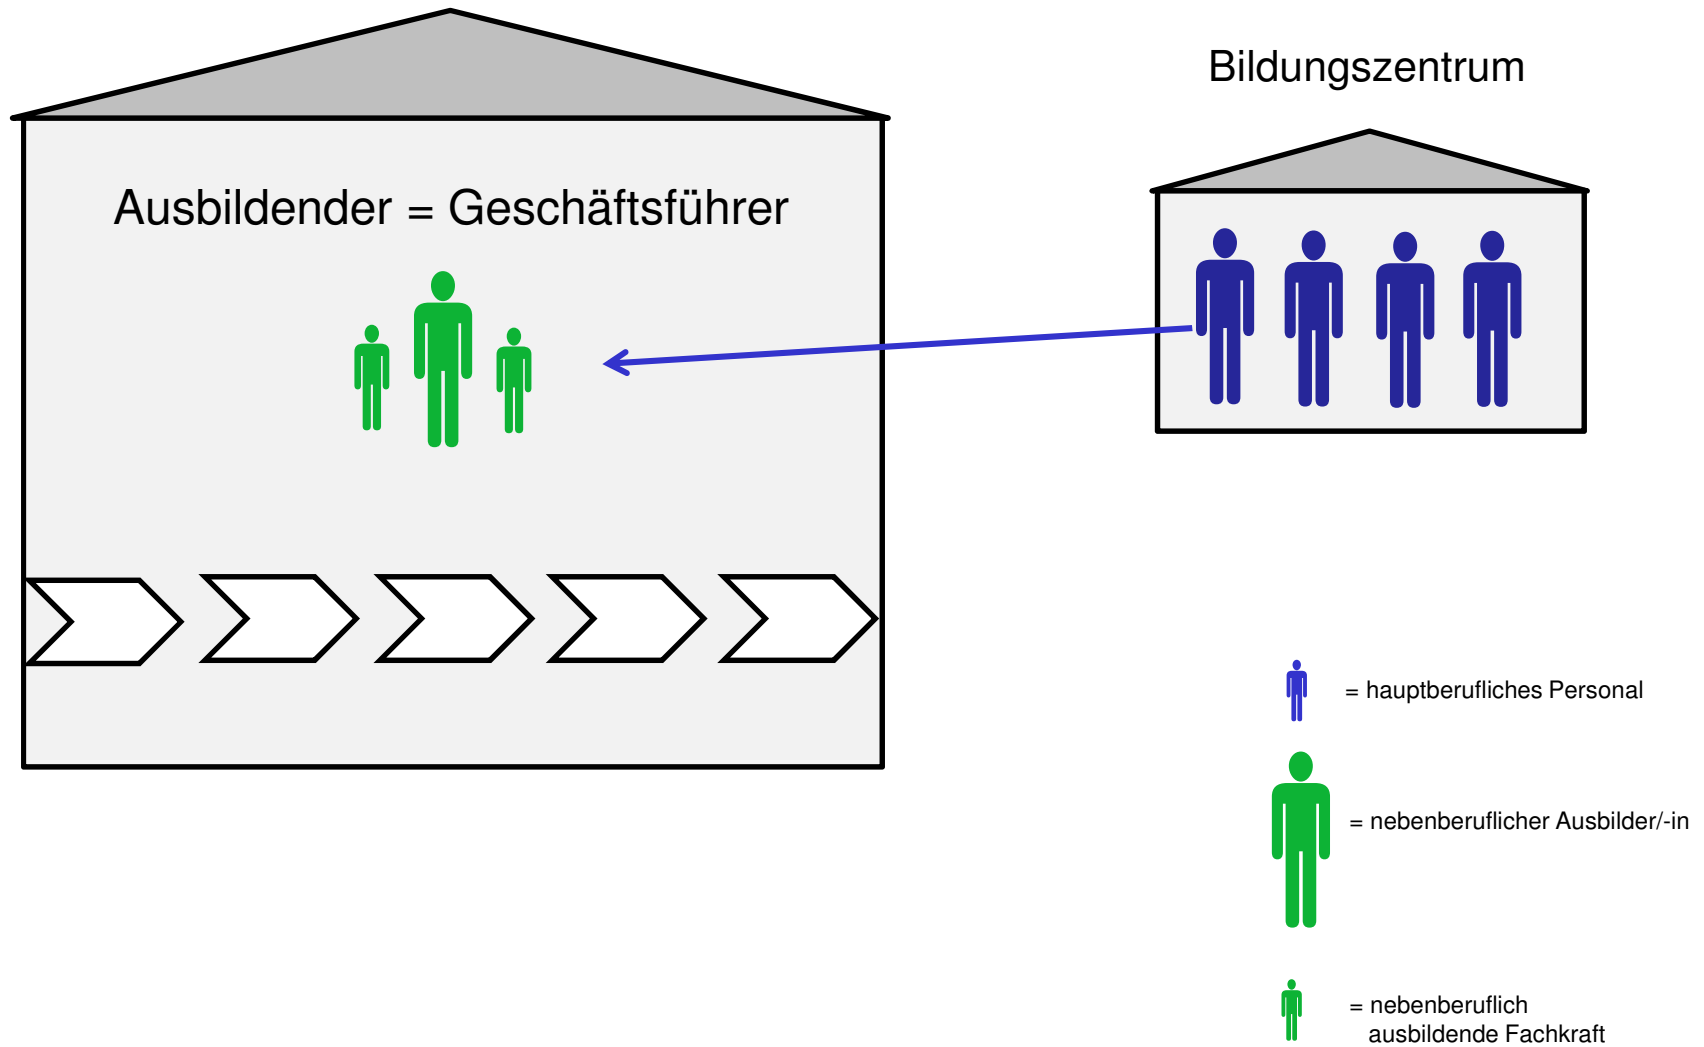 Bildungszentrum
Ausbildender = Geschäftsführer
= hauptberufliches Personal
= nebenberuflicher Ausbilder/-in
= nebenberuflich
ausbildende Fachkraft